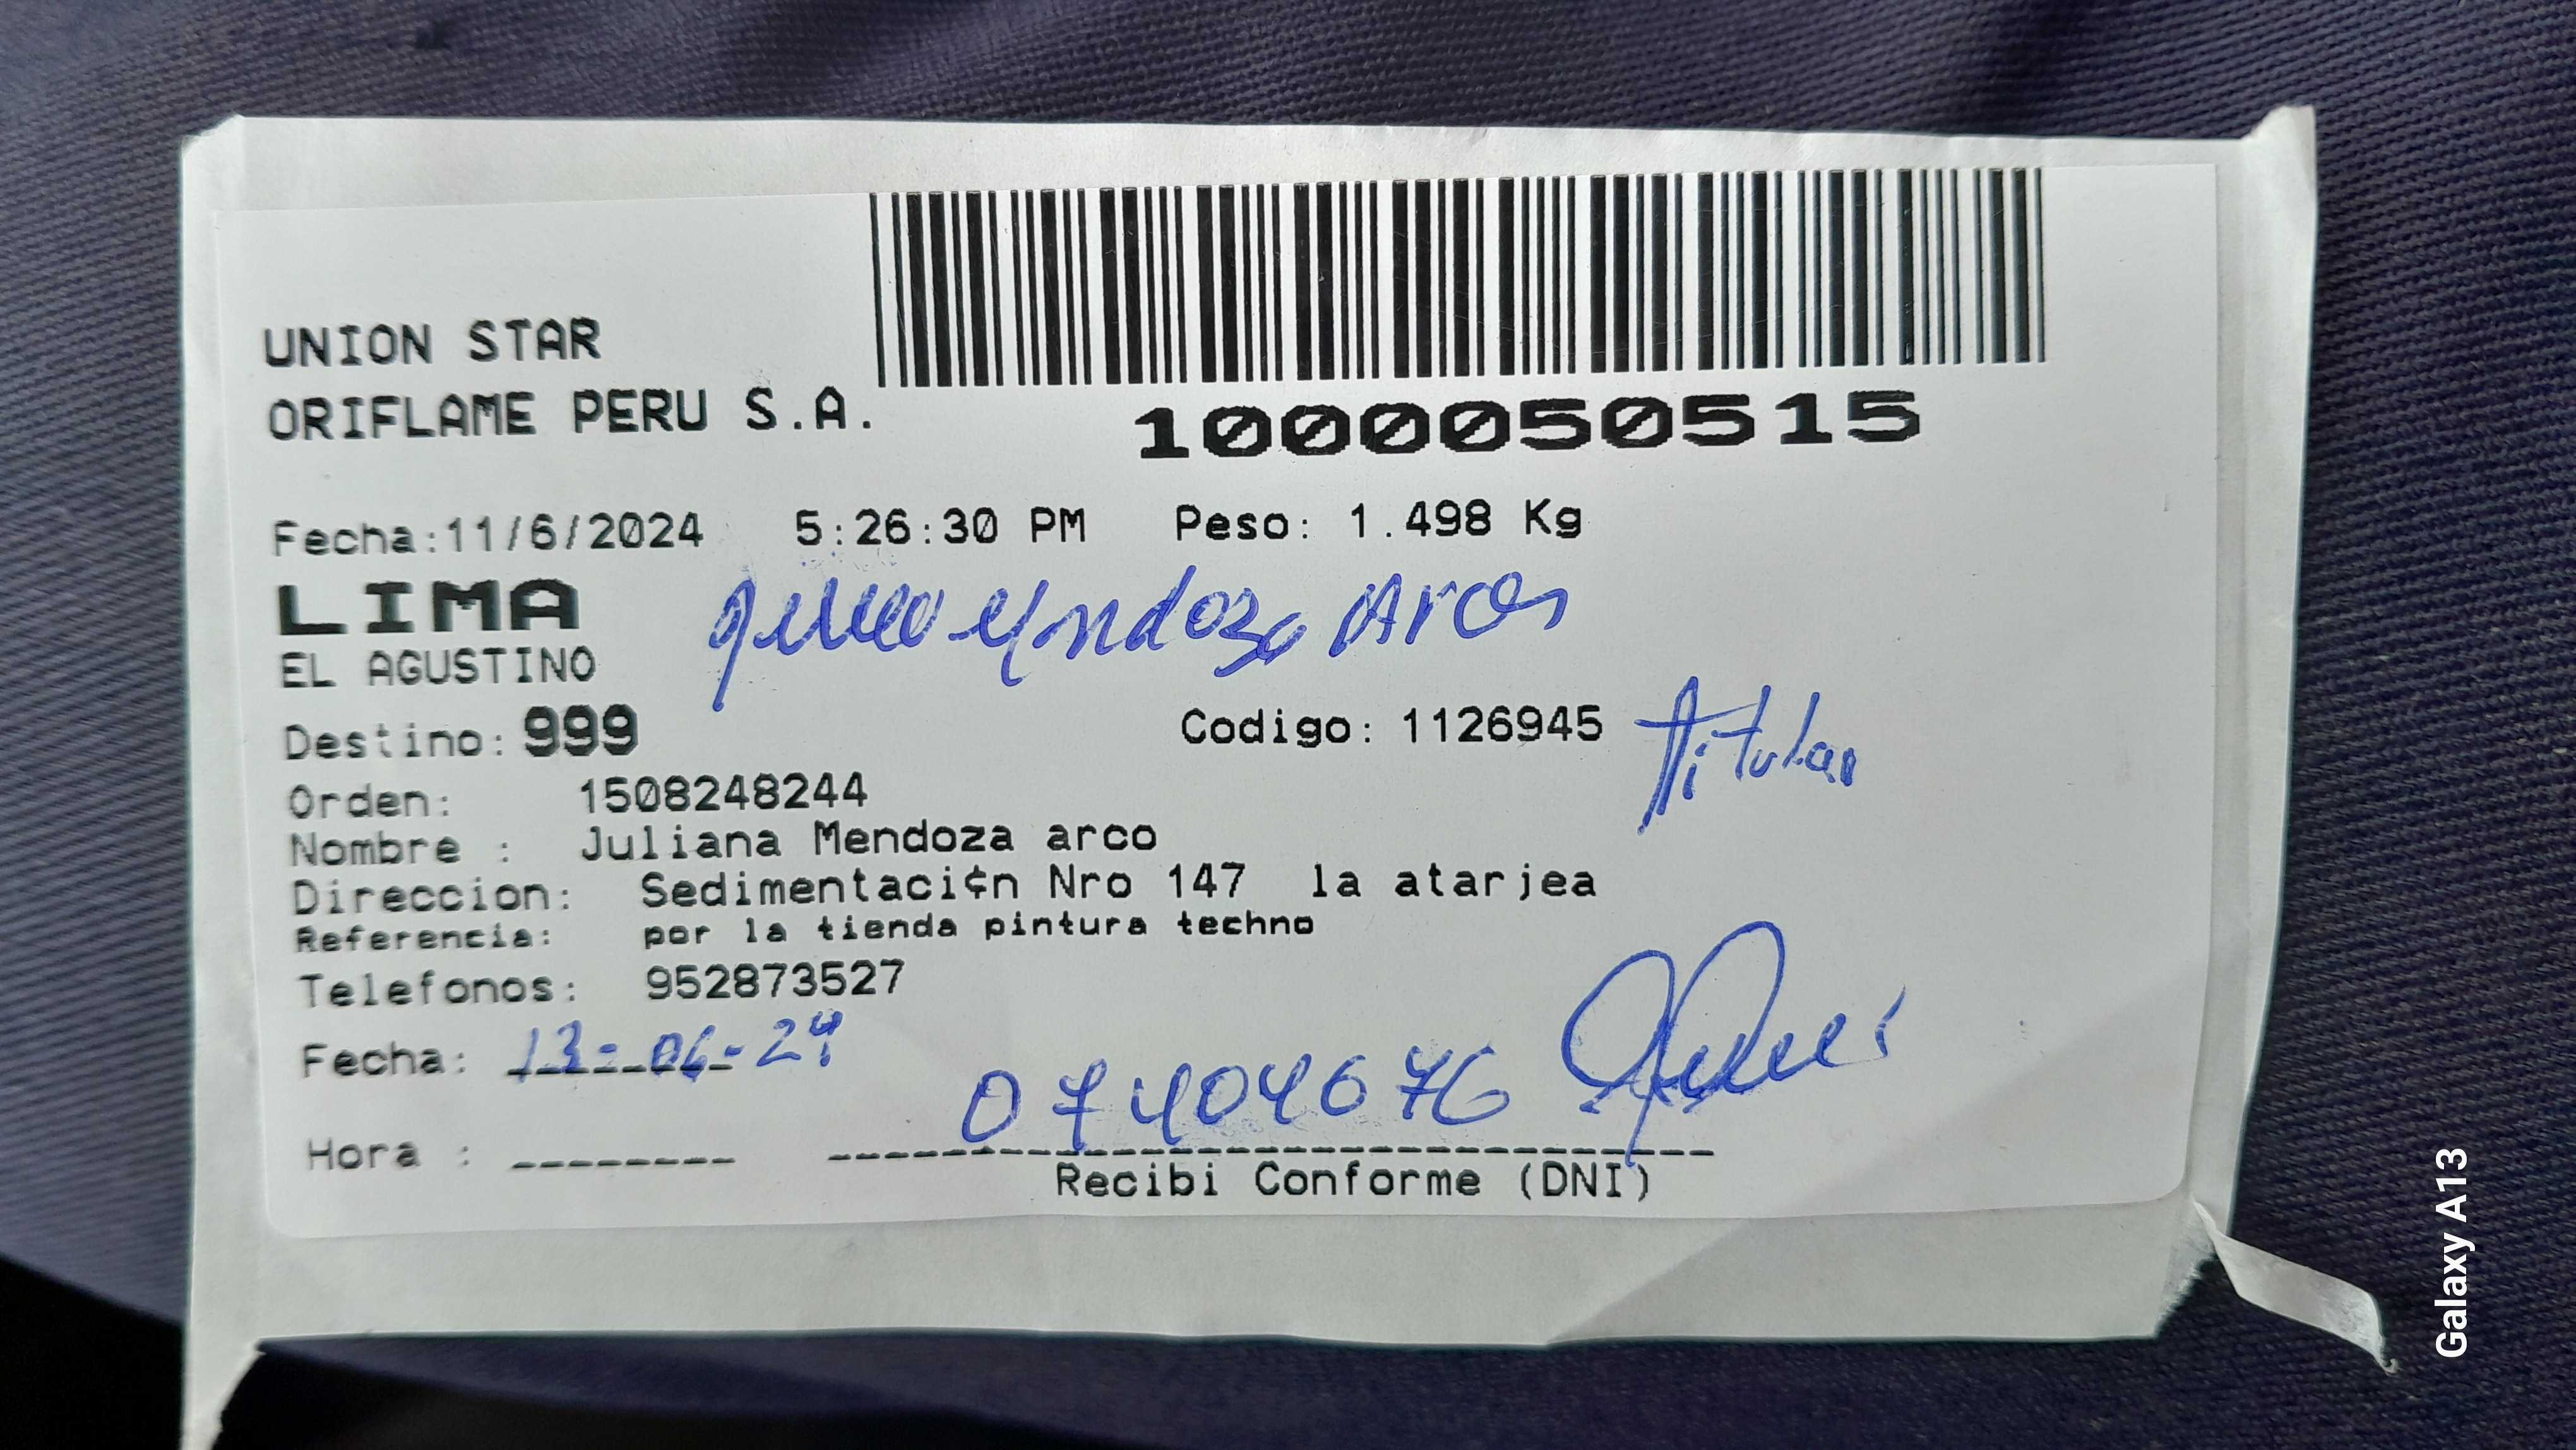 UNION STAR
ORIFLAME PERU S.A.
1000050515
Fecha:11/6/2024 5:26:30 PM Peso: 1.498 Kg
LIMA
Mendoza Arcos
EL AGUSTINO
Destino: 999 Codigo: 1126945 titular
Orden: 1508248244
Nombre : Juliana Mendoza arco
Direccion: Sedimentaci¢n Nro 147 la atarjea
Referencia: por la tienda pintura techno
Telefonos: 952873527
Fecha: 13-06-24
07404676
Hora :
Recibi Conforme (DNI)
Galaxy A13